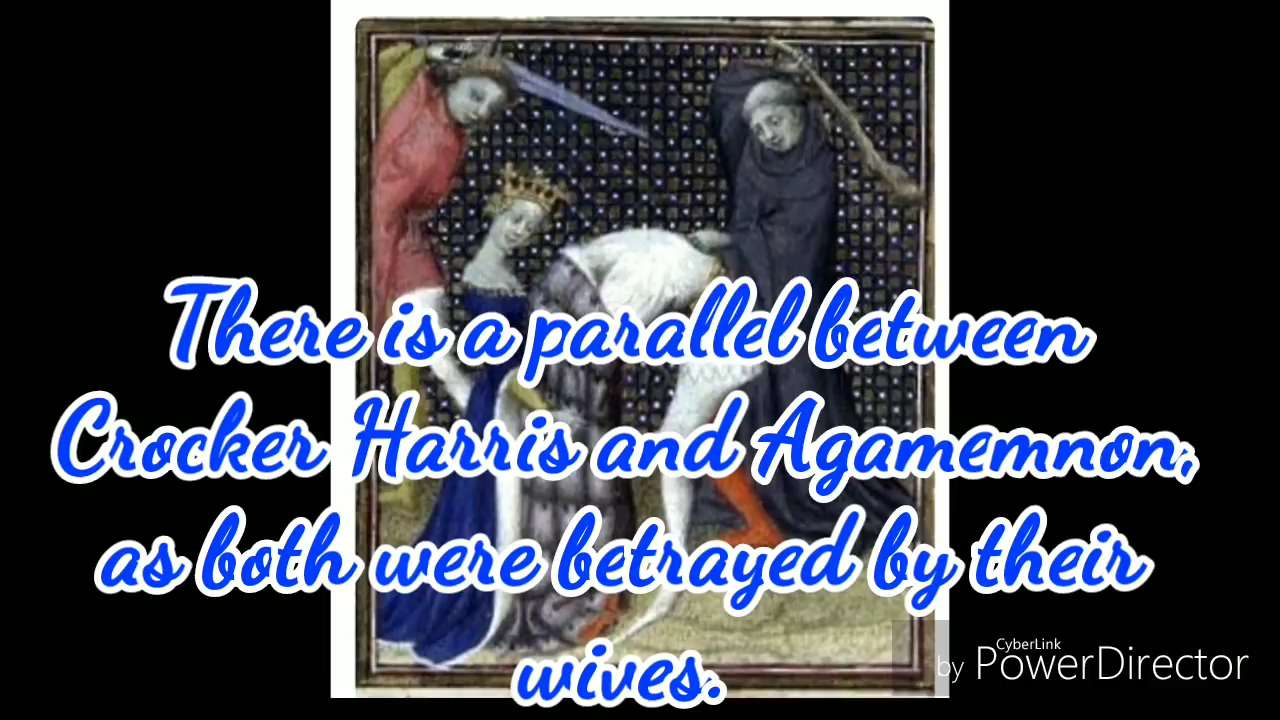 There is a parallel between
Crocker Harris and Agamemnon,
as both were betrayed by their
wives.
CyberLink
by PowerDirector